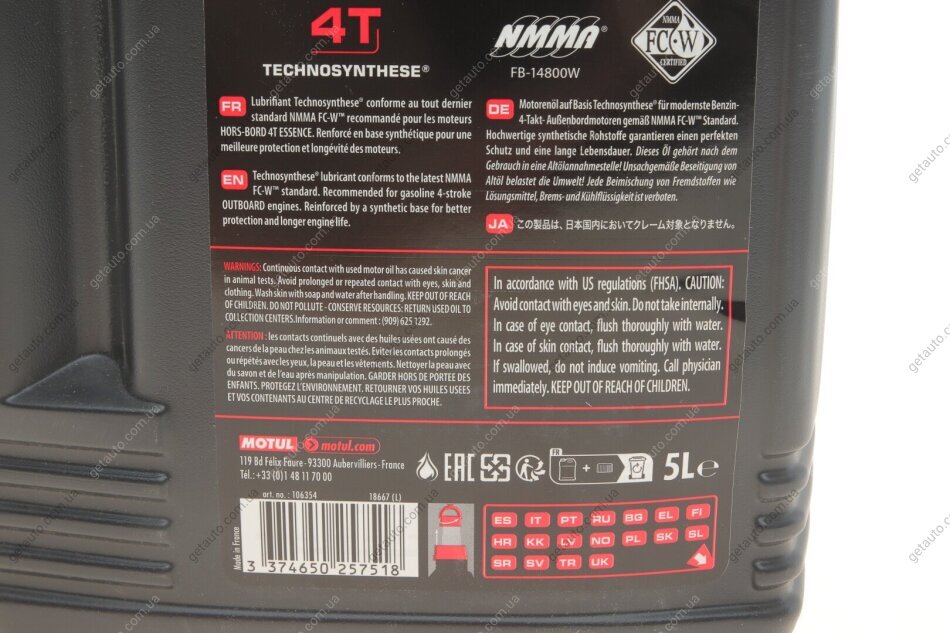 4T
TECHNOSYNTHESE®
NMMA®
FB-14800W
NMMA
FC-W
CERTIFIED
FR Lubrifiant Technosynthese® conforme au tout dernier
standard NMMA FC-W™ recommandé pour les moteurs
HORS-BORD 4T ESSENCE. Renforcé en base synthétique pour une
meilleure protection et longévité des moteurs.
EN Technosynthese® lubricant conforms to the latest NMMA
FC-W™ standard. Recommended for gasoline 4-stroke
OUTBOARD engines. Reinforced by a synthetic base for better
protection and longer engine life.
DE Motorenöl auf Basis Technosynthese® für modernste Benzin-
4-Takt- Außenbordmotoren gemäß NMMA FC-W™ Standard.
Hochwertige synthetische Rohstoffe garantieren einen perfekten
Schutz und eine lange Lebensdauer. Dieses Öl gehört nach dem
Gebrauch in eine Altölannahmestelle! Unsachgemäße Beseitigung von
Altöl belastet die Umwelt! Jede Beimischung von Fremdstoffen wie
Lösungsmittel, Brems- und Kühlflüssigkeit ist verboten.
JA この製品は、日本国内においてクレーム対象となりません。
WARNINGS: Continuous contact with used motor oil has caused skin cancer
in animal tests. Avoid prolonged or repeated contact with eyes, skin and
clothing. Wash skin with soap and water after handling. KEEP OUT OF REACH
OF CHILDREN. DO NOT POLLUTE - CONSERVE RESOURCES: RETURN USED OIL TO
COLLECTION CENTERS.Information or comment : (909) 625 1292.
ATTENTION : les contacts continuels avec des huiles usées ont causé des
cancers de la peau chez les animaux testés. Eviter les contacts prolongés
ou répétés avec les yeux, la peau et les vêtements. Nettoyer la peau avec
du savon et de l'eau après manipulation. GARDER HORS DE PORTEE DES
ENFANTS. PROTEGEZ L'ENVIRONNEMENT. RETOURNER VOS HUILES USEES
ET VOS CONTENANTS AU CENTRE DE RECYCLAGE LE PLUS PROCHE.
In accordance with US regulations (FHSA). CAUTION:
Avoid contact with eyes and skin. Do not take internally.
In case of eye contact, flush thoroughly with water.
In case of skin contact, flush thoroughly with water.
If swallowed, do not induce vomiting. Call physician
immediately. KEEP OUT OF REACH OF CHILDREN.
MOTUL motul.com
119 Bd Félix Faure - 93300 Aubervilliers - France
Tél.: +33 (0)1 48 11 70 00
EAC
FR
+
5L e
art. no. : 106354 18667 (L)
Made in France
3 374650 257518
ES IT PT RU BG EL FI
HR KK LV NO PL SK SL
SR SV TR UK
getauto.com.ua